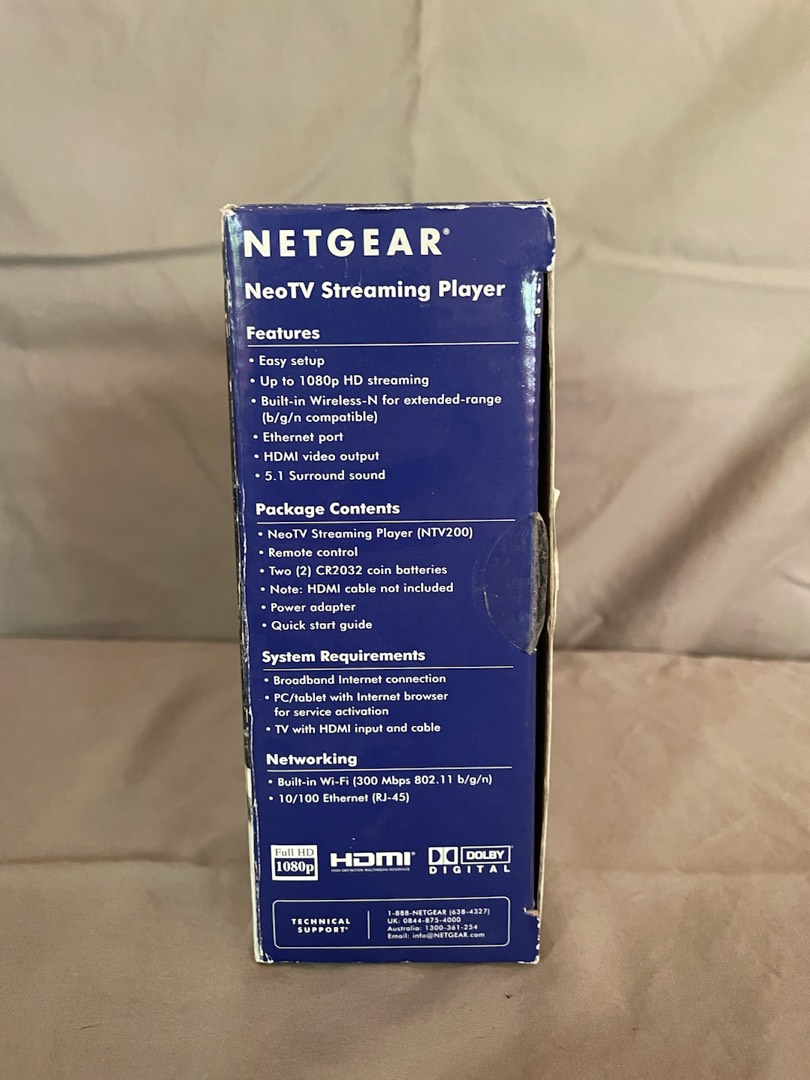 NETGEAR®
NeoTV Streaming Player
Features
• Easy setup
• Up to 1080p HD streaming
• Built-in Wireless-N for extended-range
(b/g/n compatible)
• Ethernet port
• HDMI video output
• 5.1 Surround sound
Package Contents
• NeoTV Streaming Player (NTV200)
• Remote control
• Two (2) CR2032 coin batteries
• Note: HDMI cable not included
• Power adapter
• Quick start guide
System Requirements
• Broadband Internet connection
• PC/tablet with Internet browser
for service activation
• TV with HDMI input and cable
Networking
• Built-in Wi-Fi (300 Mbps 802.11 b/g/n)
• 10/100 Ethernet (RJ-45)
Full HD
1080p
HDMI®
HIGH-DEFINITION MULTIMEDIA INTERFACE
DOLBY
DIGITAL
TECHNICAL
SUPPORT*
1-888-NETGEAR (638-4327)
UK: 0844-875-4000
Australia: 1300-361-254
Email: info@NETGEAR.com